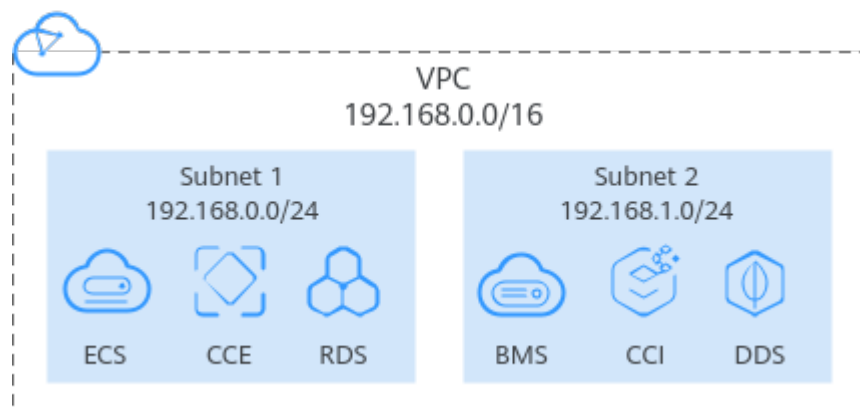 VPC
192.168.0.0/16
Subnet 1
192.168.0.0/24
ECS CCE RDS
Subnet 2
192.168.1.0/24
BMS CCI DDS